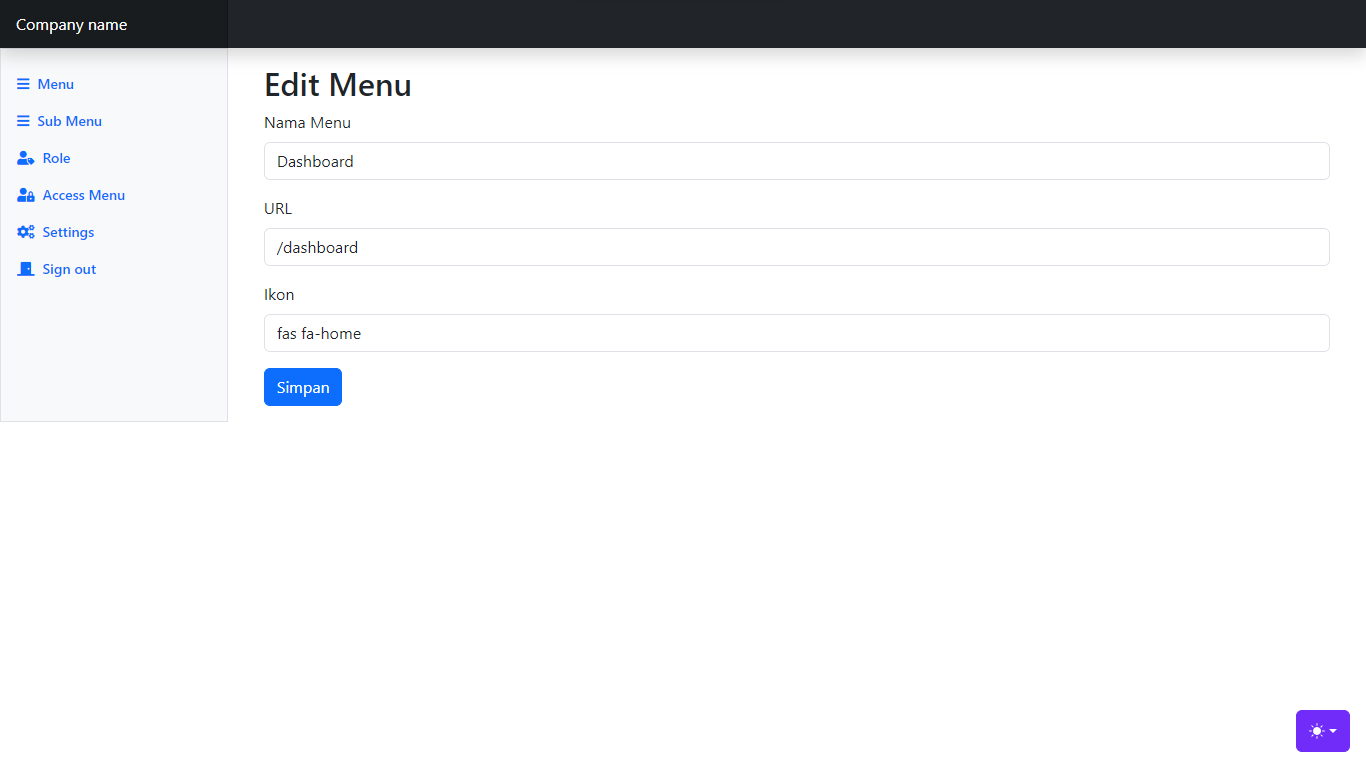 Company name
Menu
Sub Menu
Role
Access Menu
Settings
Sign out
Edit Menu
Nama Menu
Dashboard
URL
/dashboard
Ikon
fas fa-home
Simpan